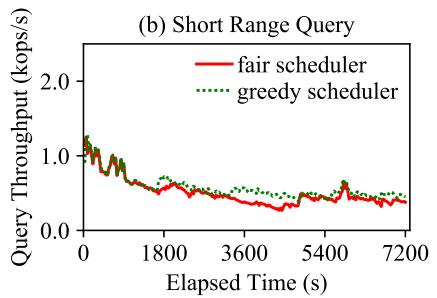 (b) Short Range Query
fair scheduler
greedy scheduler
Query Throughput (kops/s)
2.0
1.0
0.0
0 1800 3600 5400 7200
Elapsed Time (s)